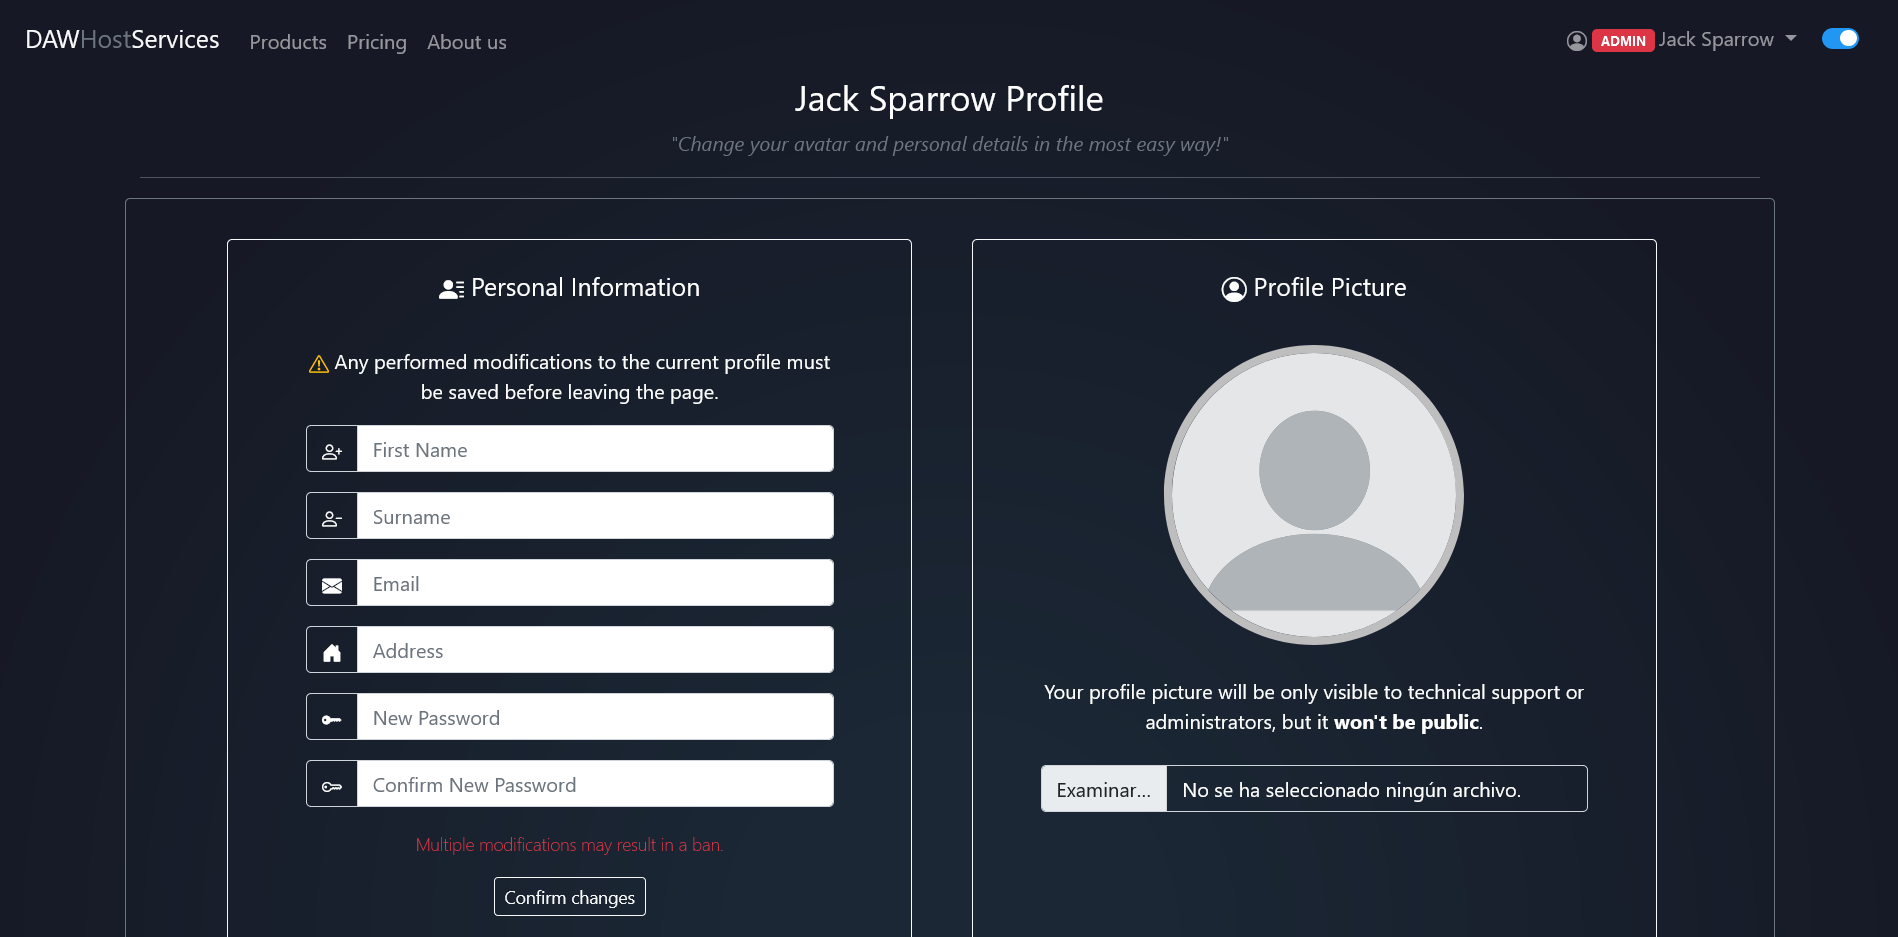 DAWHostServices Products Pricing About us ADMIN Jack Sparrow
Jack Sparrow Profile
"Change your avatar and personal details in the most easy way!"
Personal Information
Any performed modifications to the current profile must
be saved before leaving the page.
First Name
Surname
Email
Address
New Password
Confirm New Password
Multiple modifications may result in a ban.
Confirm changes
Profile Picture
Your profile picture will be only visible to technical support or
administrators, but it won't be public.
Examinar... No se ha seleccionado ningún archivo.